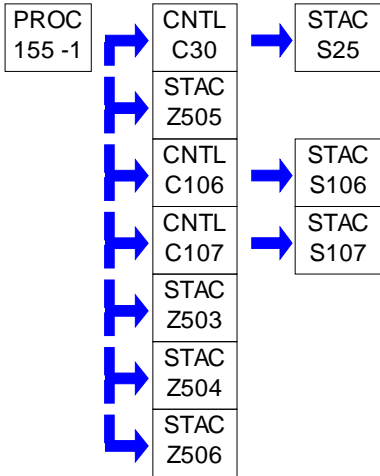 PROC
155 -1
CNTL
C30
STAC
S25
STAC
Z505
CNTL
C106
STAC
S106
CNTL
C107
STAC
S107
STAC
Z503
STAC
Z504
STAC
Z506